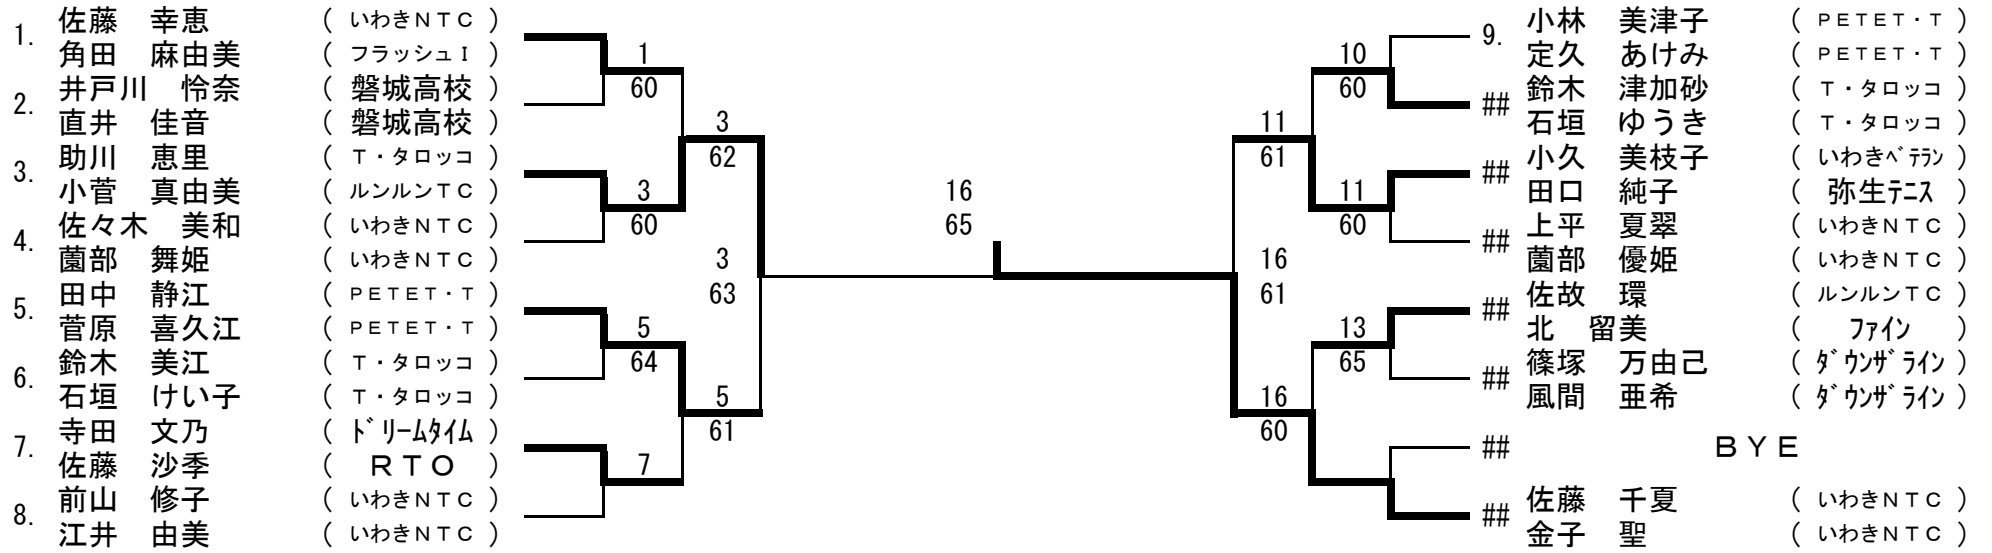 1. 佐藤　幸恵 ( いわきＮＴＣ )
角田　麻由美 ( フラッシュＩ )
2. 井戸川　怜奈 ( 磐城高校 )
直井　佳音 ( 磐城高校 )
3. 助川　恵里 ( Ｔ・タロッコ )
小菅　真由美 ( ルンルンＴＣ )
4. 佐々木　美和 ( いわきＮＴＣ )
薗部　舞姫 ( いわきＮＴＣ )
5. 田中　静江 ( ＰＥＴＥＴ・Ｔ )
菅原　喜久江 ( ＰＥＴＥＴ・Ｔ )
6. 鈴木　美江 ( Ｔ・タロッコ )
石垣　けい子 ( Ｔ・タロッコ )
7. 寺田　文乃 ( ﾄﾞﾘｰﾑﾀｲﾑ )
佐藤　沙季 ( ＲＴＯ )
8. 前山　修子 ( いわきＮＴＣ )
江井　由美 ( いわきＮＴＣ )
1
60
3
60
5
64
7
3
62
5
61
3
63
16
65
16
61
11
61
16
60
10
60
11
60
13
65
9. 小林　美津子 ( ＰＥＴＥＴ・Ｔ )
定久　あけみ ( ＰＥＴＥＴ・Ｔ )
## 鈴木　津加砂 ( Ｔ・タロッコ )
石垣　ゆうき ( Ｔ・タロッコ )
## 小久　美枝子 ( いわきﾍﾞﾃﾗﾝ )
田口　純子 ( 弥生ﾃﾆｽ )
## 上平　夏翠 ( いわきＮＴＣ )
薗部　優姫 ( いわきＮＴＣ )
## 佐故　環 ( ルンルンＴＣ )
北　留美 ( ﾌｧｲﾝ )
## 篠塚　万由己 ( ﾀﾞｳﾝｻﾞﾗｲﾝ )
風間　亜希 ( ﾀﾞｳﾝｻﾞﾗｲﾝ )
## ＢＹＥ
## 佐藤　千夏 ( いわきＮＴＣ )
金子　聖 ( いわきＮＴＣ )